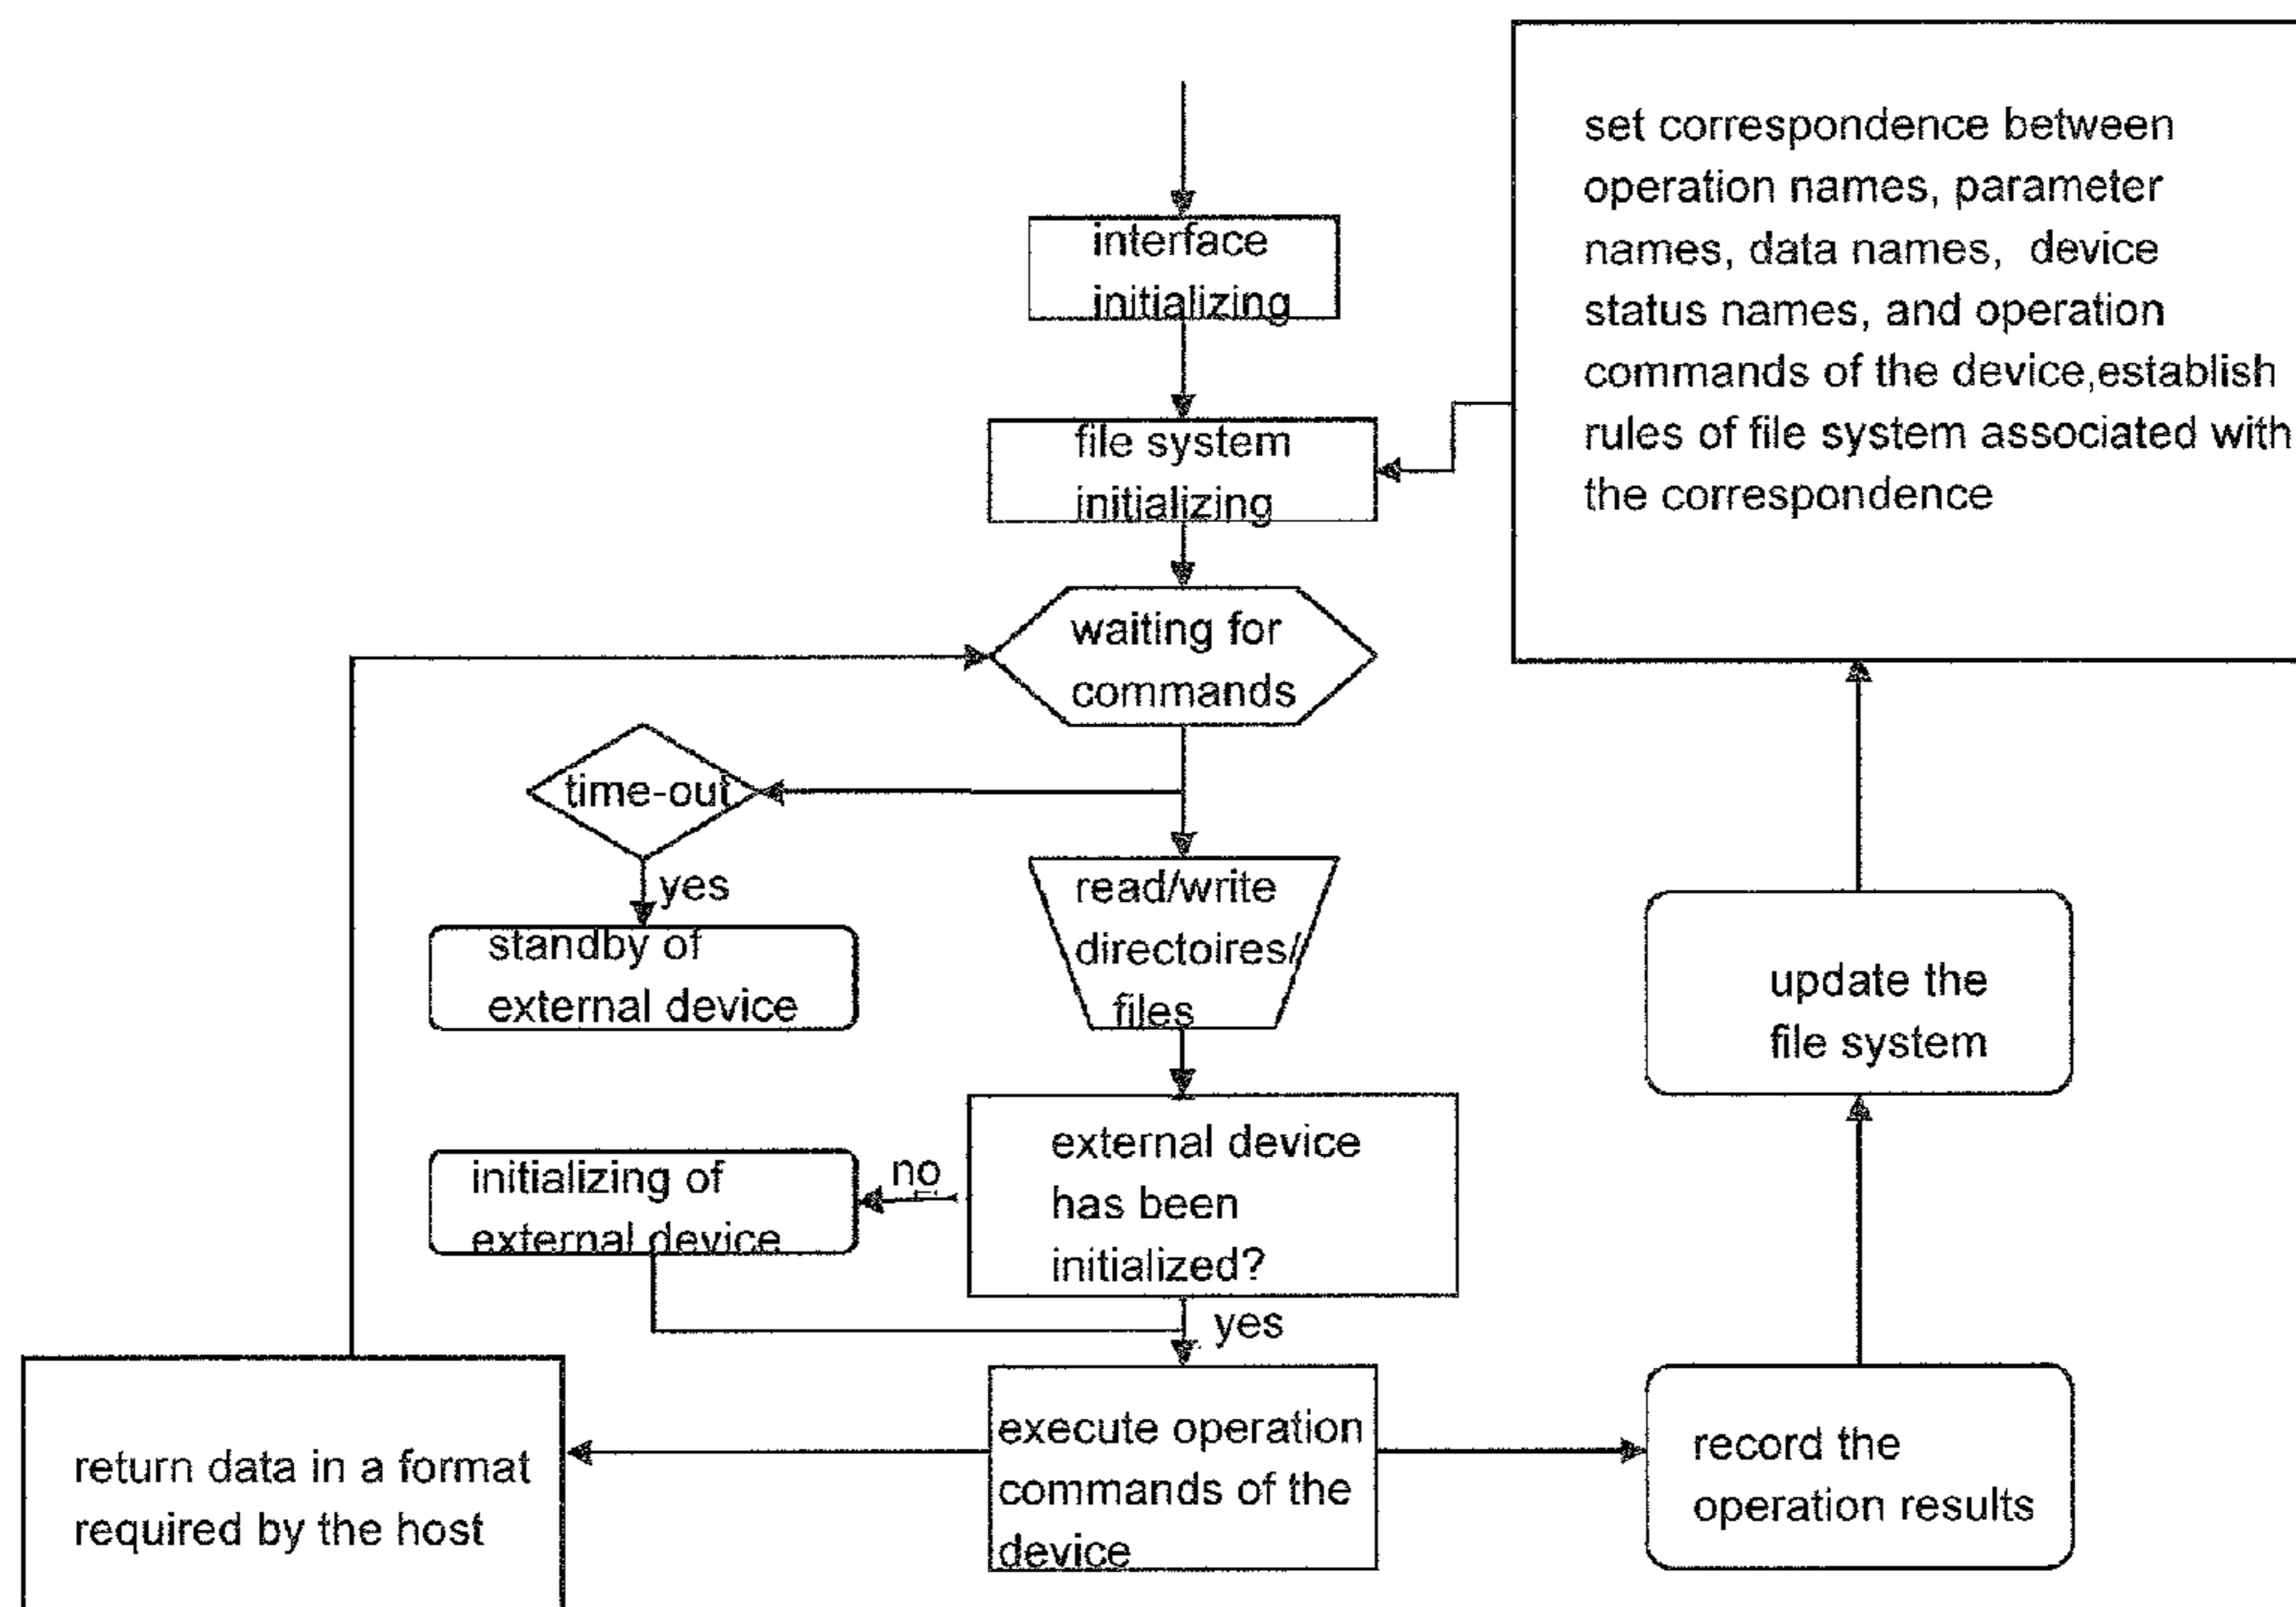 interface
initializing
set correspondence between
operation names, parameter
names, data names, device
status names, and operation
commands of the device,establish
rules of file system associated with
the correspondence
file system
initializing
waiting for
commands
time-out
yes
standby of
external device
read/write
directoires/
files
update the
file system
external device
has been
initialized?
no
initializing of
external device
yes
execute operation
commands of the
device
return data in a format
required by the host
record the
operation results